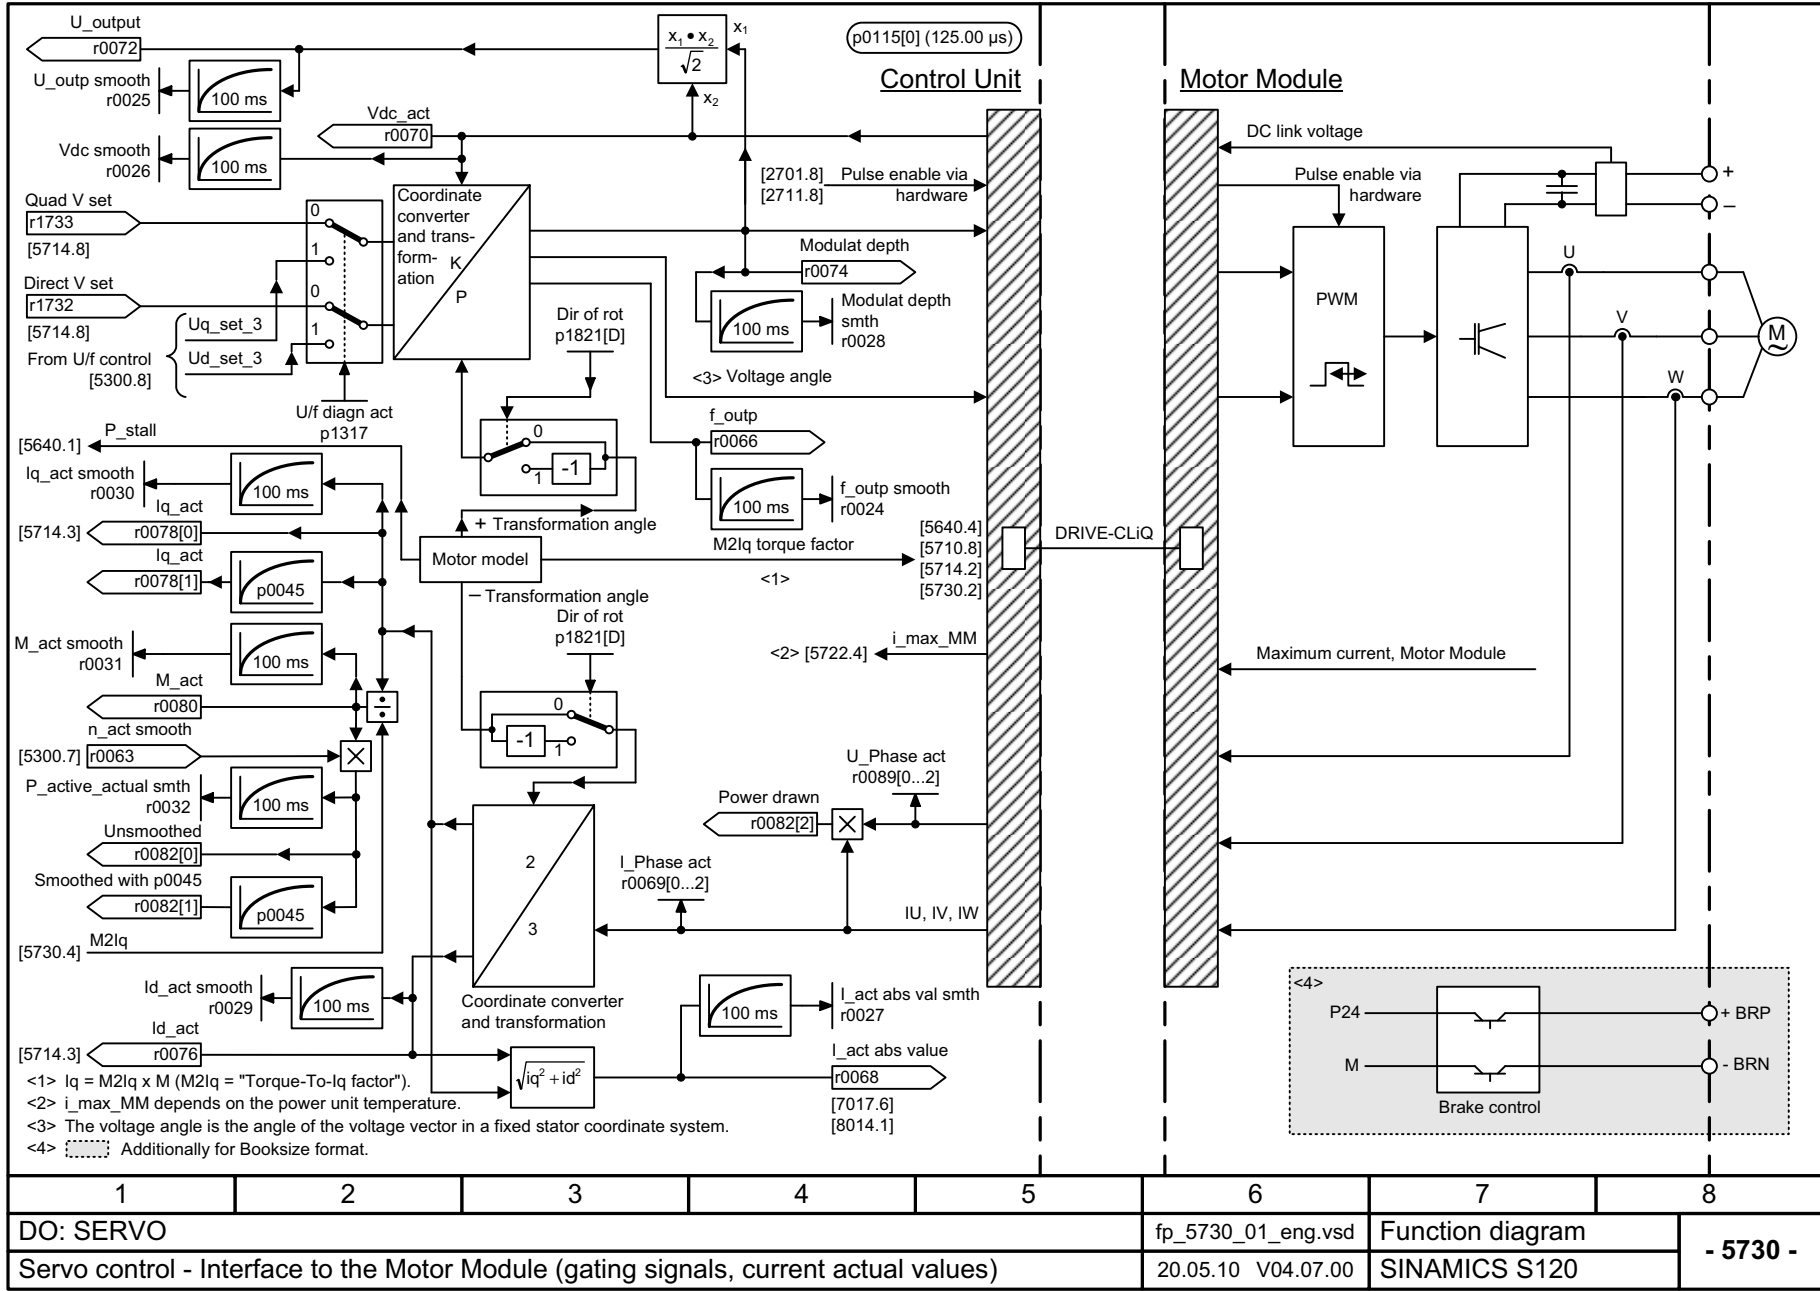 U_output
r0072
U_outp smooth
r0025
100 ms
x1 • x2
√2
x1
x2
p0115[0] (125.00 µs)
Control Unit
Motor Module
Vdc_act
r0070
Vdc smooth
r0026
100 ms
DC link voltage
+
–
Quad V set
r1733
[5714.8]
0
1
Direct V set
r1732
[5714.8]
0
1
Uq_set_3
Ud_set_3
From U/f control
[5300.8]
U/f diagn act
p1317
Coordinate
converter
and trans-
form-
ation
K
P
[2701.8]
[2711.8]
Pulse enable via
hardware
Pulse enable via
hardware
Modulat depth
r0074
100 ms
Modulat depth
smth
r0028
Dir of rot
p1821[D]
<3> Voltage angle
PWM
U
V
W
M
~
P_stall
[5640.1]
Iq_act smooth
r0030
100 ms
0
1
-1
f_outp
r0066
100 ms
f_outp smooth
r0024
Iq_act
[5714.3]
r0078[0]
Iq_act
r0078[1]
p0045
+ Transformation angle
Motor model
– Transformation angle
M2Iq torque factor
<1>
[5640.4]
[5710.8]
[5714.2]
[5730.2]
DRIVE-CLiQ
Dir of rot
p1821[D]
M_act smooth
r0031
100 ms
<2> [5722.4]
i_max_MM
Maximum current, Motor Module
M_act
r0080
÷
n_act smooth
[5300.7]
r0063
×
0
-1
1
P_active_actual smth
r0032
100 ms
Unsmoothed
r0082[0]
Smoothed with p0045
r0082[1]
p0045
[5730.4]
M2Iq
2
3
Coordinate converter
and transformation
U_Phase act
r0089[0...2]
Power drawn
r0082[2]
×
I_Phase act
r0069[0...2]
IU, IV, IW
Id_act smooth
r0029
100 ms
Id_act
[5714.3]
r0076
√iq² + id²
100 ms
I_act abs val smth
r0027
I_act abs value
r0068
[7017.6]
[8014.1]
<4>
P24
M
+ BRP
- BRN
Brake control
<1> Iq = M2Iq x M (M2Iq = "Torque-To-Iq factor").
<2> i_max_MM depends on the power unit temperature.
<3> The voltage angle is the angle of the voltage vector in a fixed stator coordinate system.
<4> Additionally for Booksize format.
1 2 3 4 5 6 7 8
DO: SERVO
fp_5730_01_eng.vsd
Function diagram
- 5730 -
Servo control - Interface to the Motor Module (gating signals, current actual values)
20.05.10 V04.07.00
SINAMICS S120